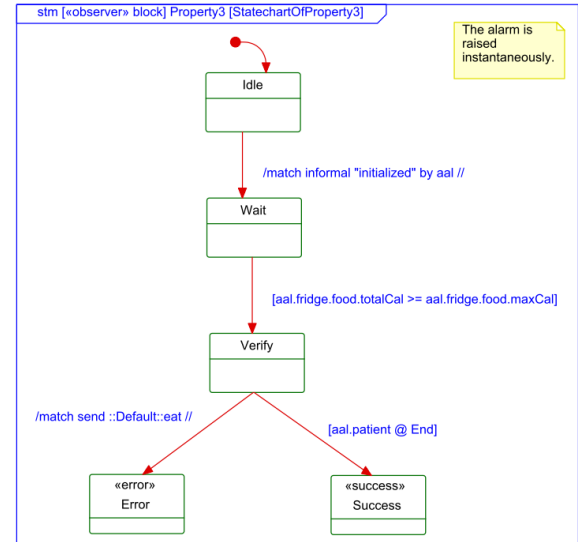 stm [«observer» block] Property3 [StatechartOfProperty3]
The alarm is
raised
instantaneously.
Idle
/match informal "initialized" by aal //
Wait
[aal.fridge.food.totalCal >= aal.fridge.food.maxCal]
Verify
/match send ::Default::eat //
[aal.patient @ End]
«error»
Error
«success»
Success